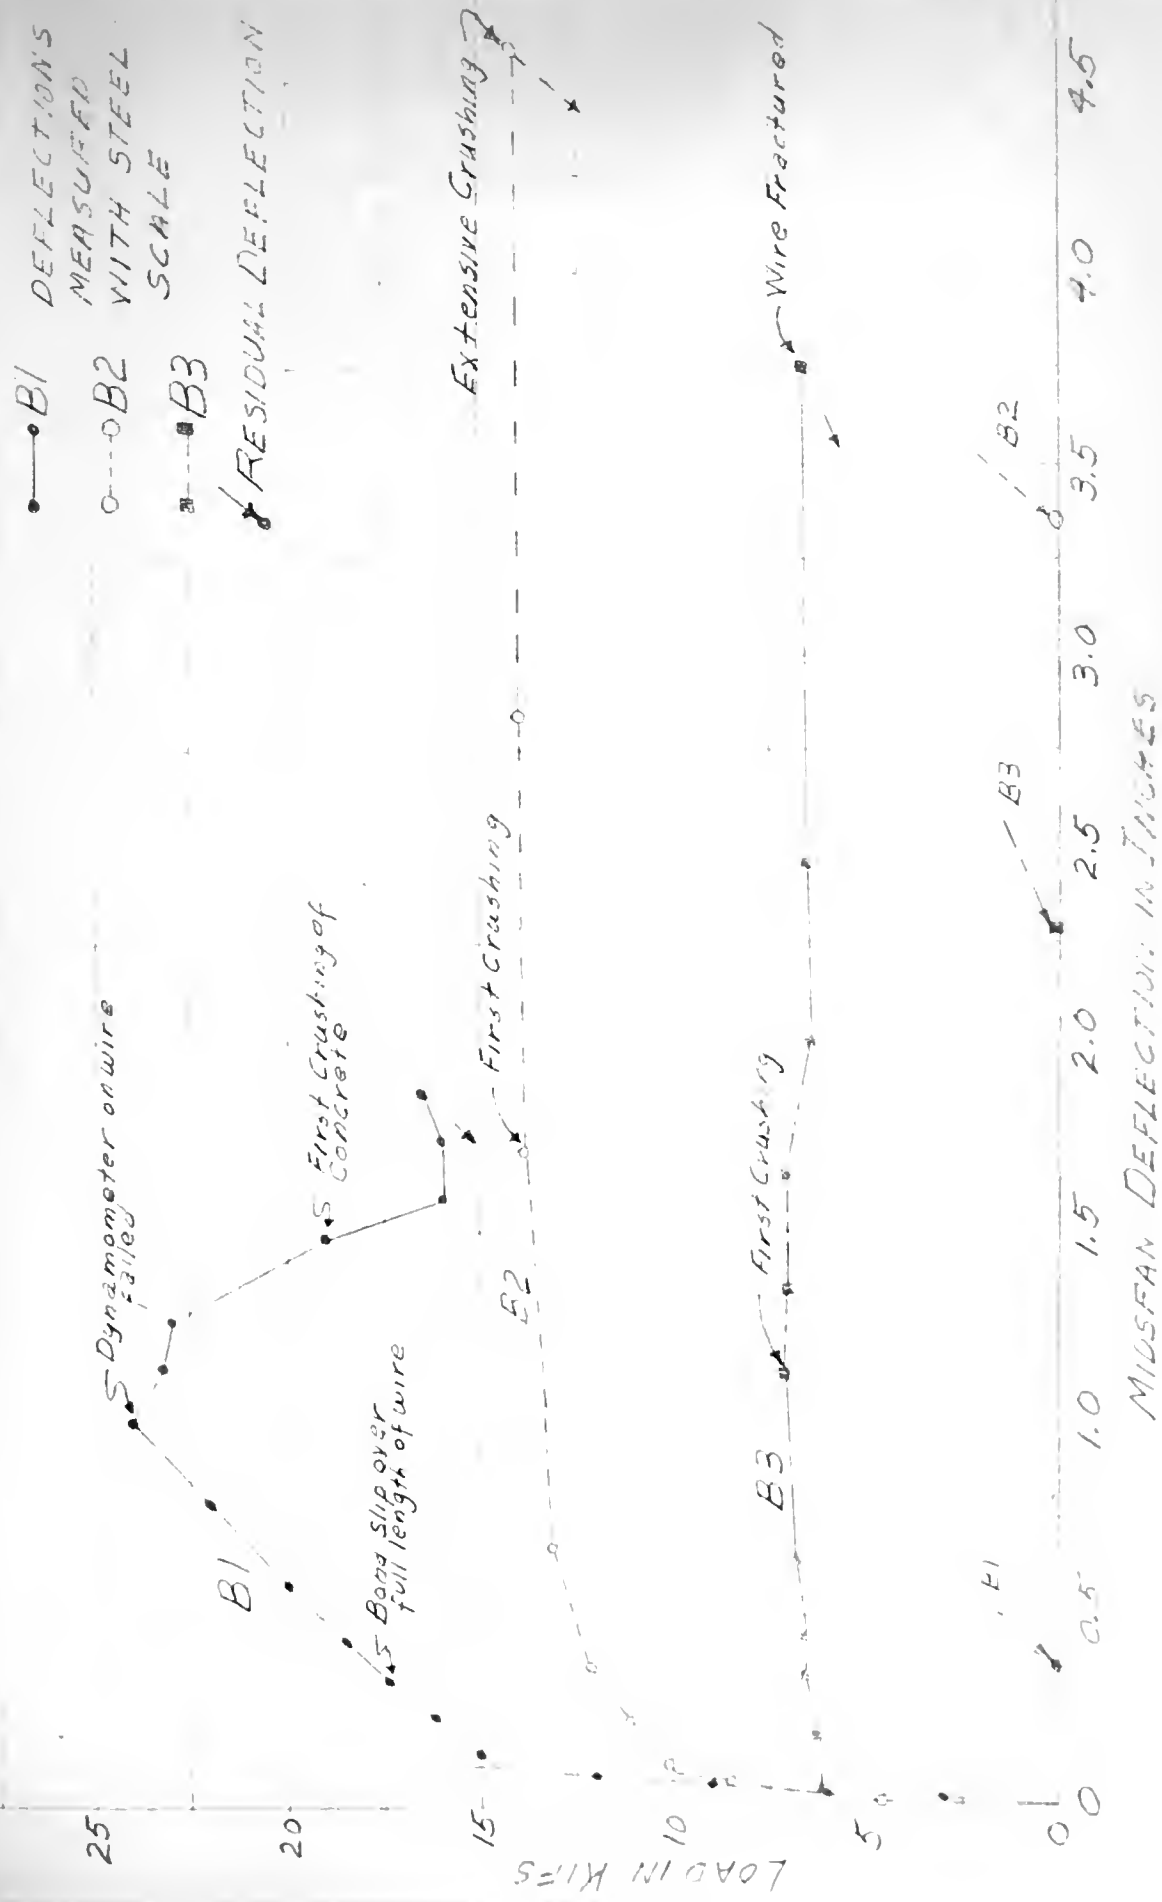 B1
B2
B3
DEFLECTIONS
MEASURED
WITH STEEL
SCALE
RESIDUAL DEFLECTION
Dynamometer on wire
Failed
First Crushing of
Concrete
Extensive Crushing
B1
Bond Slip over
full length of wire
First Crushing
B2
Wire Fractured
First Crushing
B3
B1
B3
B2
LOAD IN KIPS
25
20
15
10
5
0
0
0.5
1.0
1.5
2.0
2.5
3.0
3.5
4.0
4.5
MIDSPAN DEFLECTION IN INCHES